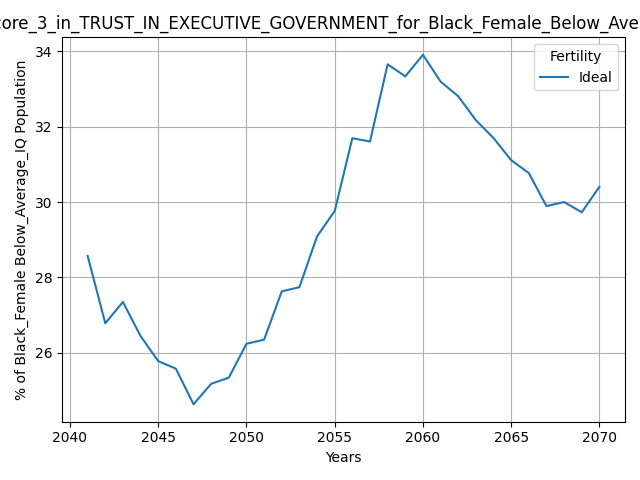 core_3_in_TRUST_IN_EXECUTIVE_GOVERNMENT_for_Black_Female_Below_Ave
Fertility
Ideal
% of Black_Female Below_Average_IQ Population
34
32
30
28
26
2040
2045
2050
2055
2060
2065
2070
Years